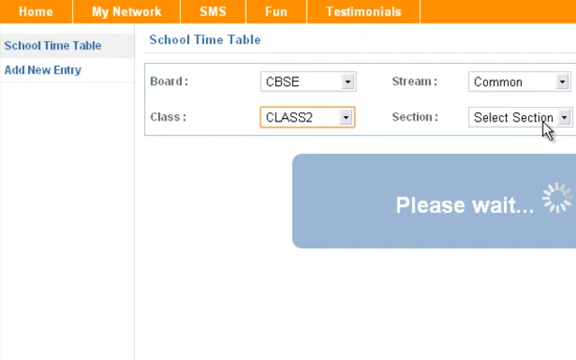 Home My Network SMS Fun Testimonials
School Time Table
Add New Entry
School Time Table
Board : CBSE Stream : Common
Class : CLASS2 Section : Select Section
Please wait...